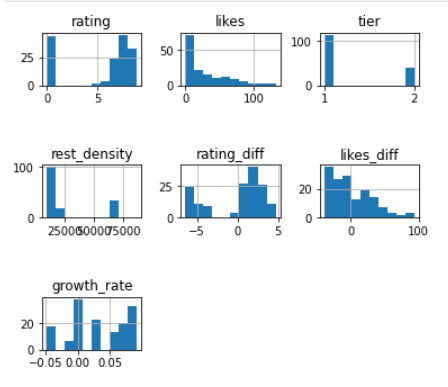 rating likes tier
25 50 100
0 0 0
0 5 0 100 1 2
rest_density rating_diff likes_diff
100 25 20
0 0 0
25000 50000 75000 −5 0 5 0 100
growth_rate
20
0
−0.05 0.00 0.05